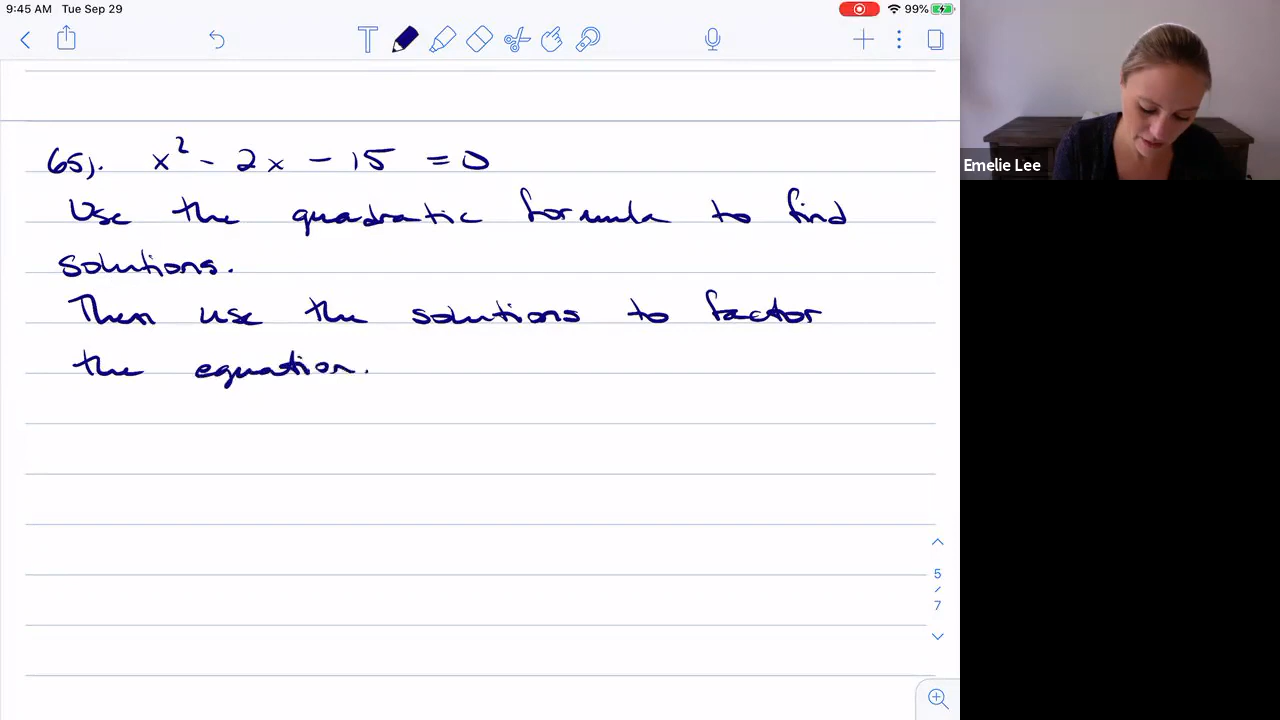 9:45 AM Tue Sep 29
99%
65). x² - 2x - 15 = 0
Use the quadratic formula to find
solutions.
Then use the solutions to factor
the equation.
5
/
7
Emelie Lee